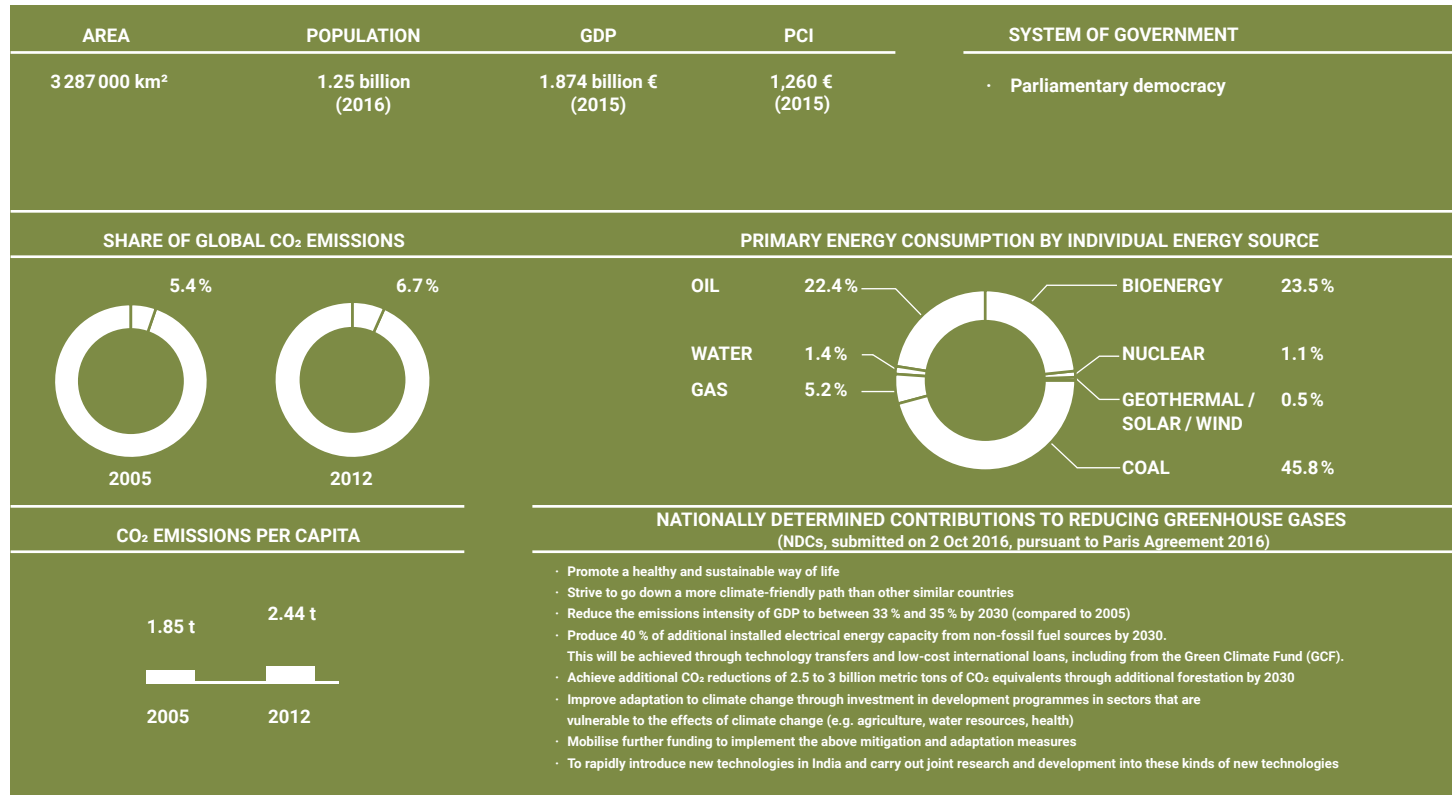 AREA
POPULATION
GDP
PCI
SYSTEM OF GOVERNMENT
3 287 000 km²
1.25 billion
(2016)
1.874 billion €
(2015)
1,260 €
(2015)
· Parliamentary democracy
SHARE OF GLOBAL CO₂ EMISSIONS
5.4 %
6.7 %
2005
2012
PRIMARY ENERGY CONSUMPTION BY INDIVIDUAL ENERGY SOURCE
OIL 22.4 %
WATER 1.4 %
GAS 5.2 %
BIOENERGY 23.5 %
NUCLEAR 1.1 %
GEOTHERMAL / 0.5 %
SOLAR / WIND
COAL 45.8 %
CO₂ EMISSIONS PER CAPITA
1.85 t
2.44 t
2005
2012
NATIONALLY DETERMINED CONTRIBUTIONS TO REDUCING GREENHOUSE GASES
(NDCs, submitted on 2 Oct 2016, pursuant to Paris Agreement 2016)
· Promote a healthy and sustainable way of life
· Strive to go down a more climate-friendly path than other similar countries
· Reduce the emissions intensity of GDP to between 33 % and 35 % by 2030 (compared to 2005)
· Produce 40 % of additional installed electrical energy capacity from non-fossil fuel sources by 2030.
This will be achieved through technology transfers and low-cost international loans, including from the Green Climate Fund (GCF).
· Achieve additional CO₂ reductions of 2.5 to 3 billion metric tons of CO₂ equivalents through additional forestation by 2030
· Improve adaptation to climate change through investment in development programmes in sectors that are
vulnerable to the effects of climate change (e.g. agriculture, water resources, health)
· Mobilise further funding to implement the above mitigation and adaptation measures
· To rapidly introduce new technologies in India and carry out joint research and development into these kinds of new technologies